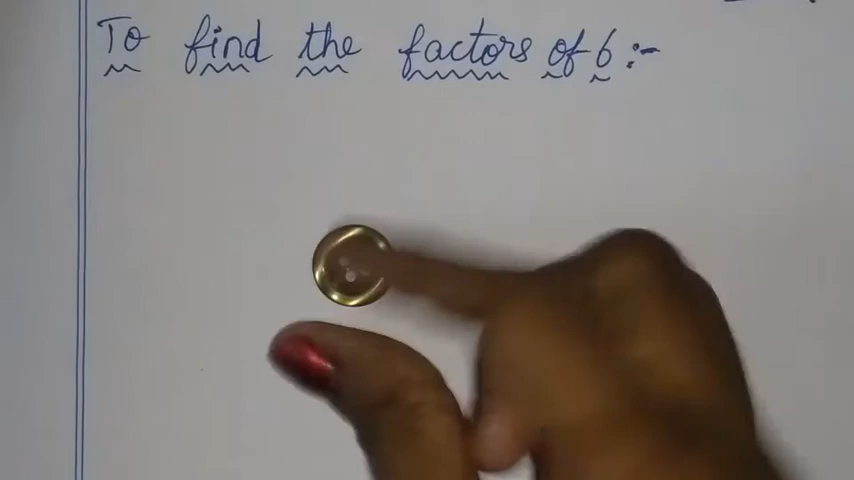 To find the factors of 6 :-